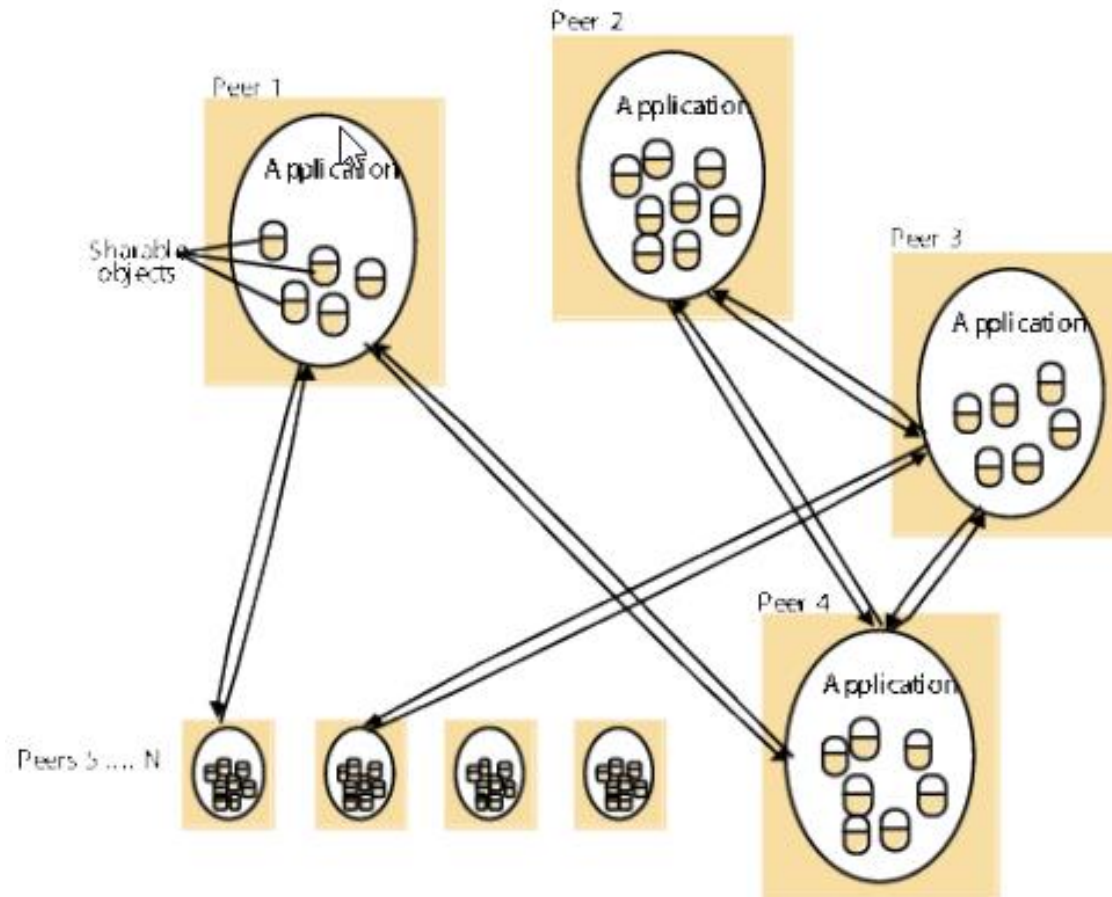 Peer 2
Peer 1
Application
Application
Sharable
objects
Peer 3
Application
Peer 4
Application
Peers 5 .... N